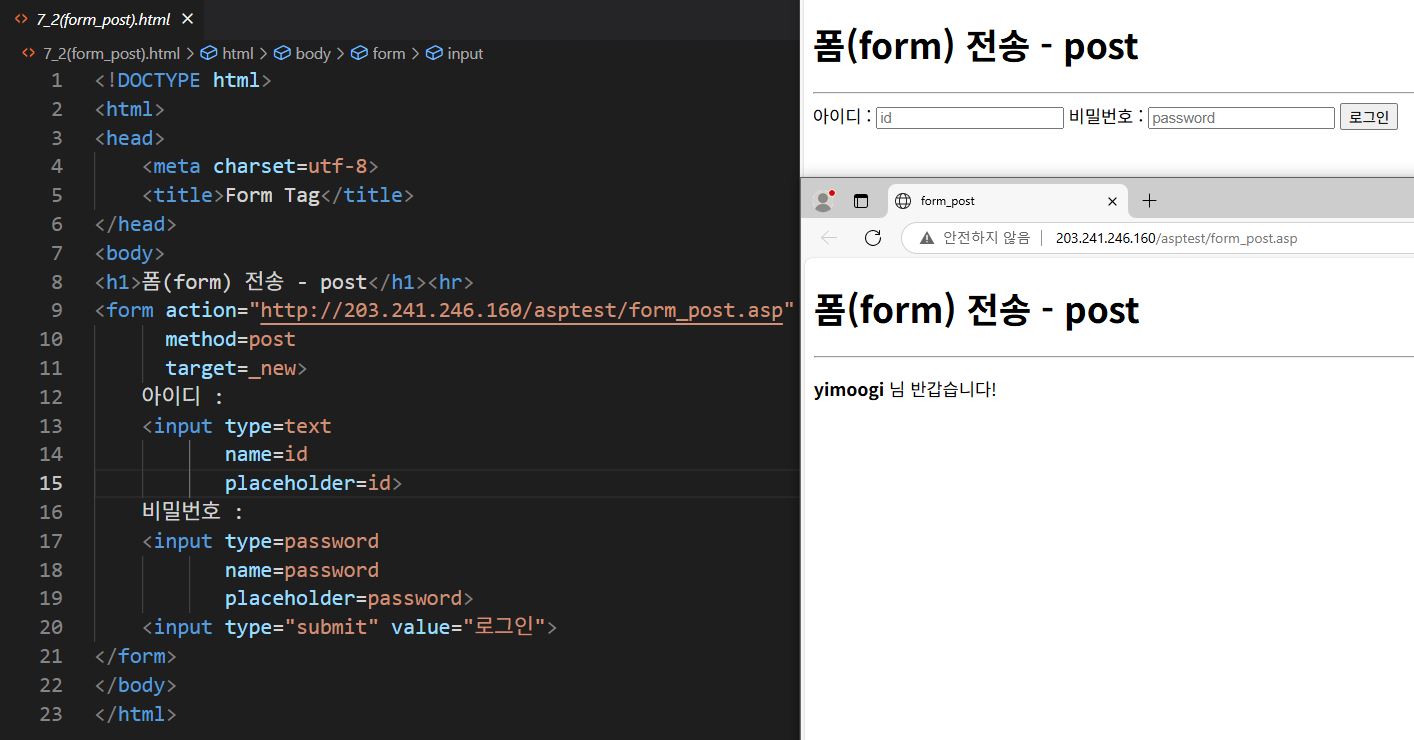 7_2(form_post).html
7_2(form_post).html > html > body > form > input
1 <!DOCTYPE html>
2 <html>
3 <head>
4 <meta charset=utf-8>
5 <title>Form Tag</title>
6 </head>
7 <body>
8 <h1>폼(form) 전송 - post</h1><hr>
9 <form action="http://203.241.246.160/asptest/form_post.asp"
10 method=post
11 target=_new>
12 아이디 :
13 <input type=text
14 name=id
15 placeholder=id>
16 비밀번호 :
17 <input type=password
18 name=password
19 placeholder=password>
20 <input type="submit" value="로그인">
21 </form>
22 </body>
23 </html>
폼(form) 전송 - post
아이디 : id 비밀번호 : password 로그인
form_post
안전하지 않음 203.241.246.160/asptest/form_post.asp
폼(form) 전송 - post
yimoogi 님 반갑습니다!